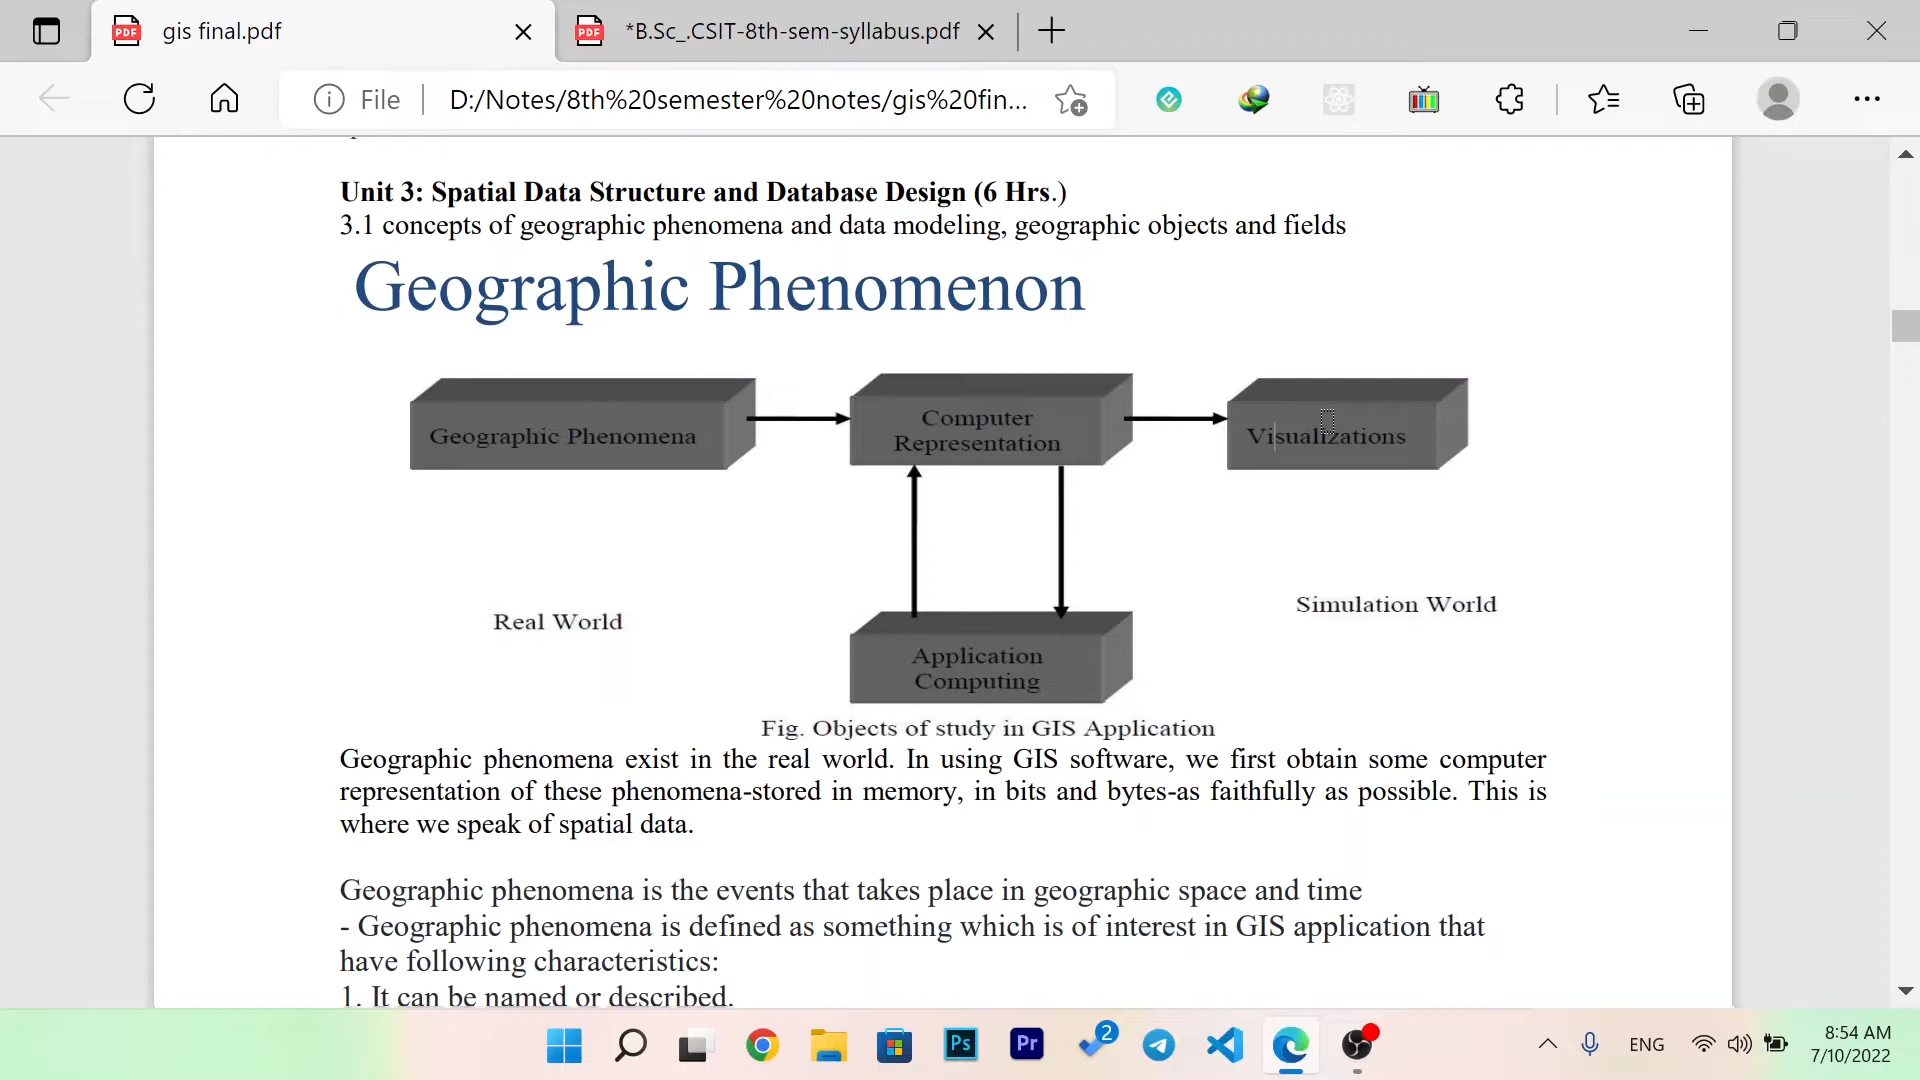 gis final.pdf
*B.Sc_.CSIT-8th-sem-syllabus.pdf
File
D:/Notes/8th%20semester%20notes/gis%20fin...
Unit 3: Spatial Data Structure and Database Design (6 Hrs.)
3.1 concepts of geographic phenomena and data modeling, geographic objects and fields
Geographic Phenomenon
Geographic Phenomena
Computer
Representation
Visualizations
Real World
Simulation World
Application
Computing
Fig. Objects of study in GIS Application
Geographic phenomena exist in the real world. In using GIS software, we first obtain some computer
representation of these phenomena-stored in memory, in bits and bytes-as faithfully as possible. This is
where we speak of spatial data.
Geographic phenomena is the events that takes place in geographic space and time
- Geographic phenomena is defined as something which is of interest in GIS application that
have following characteristics:
1. It can be named or described.
Ps
Pr
2
ENG
8:54 AM
7/10/2022